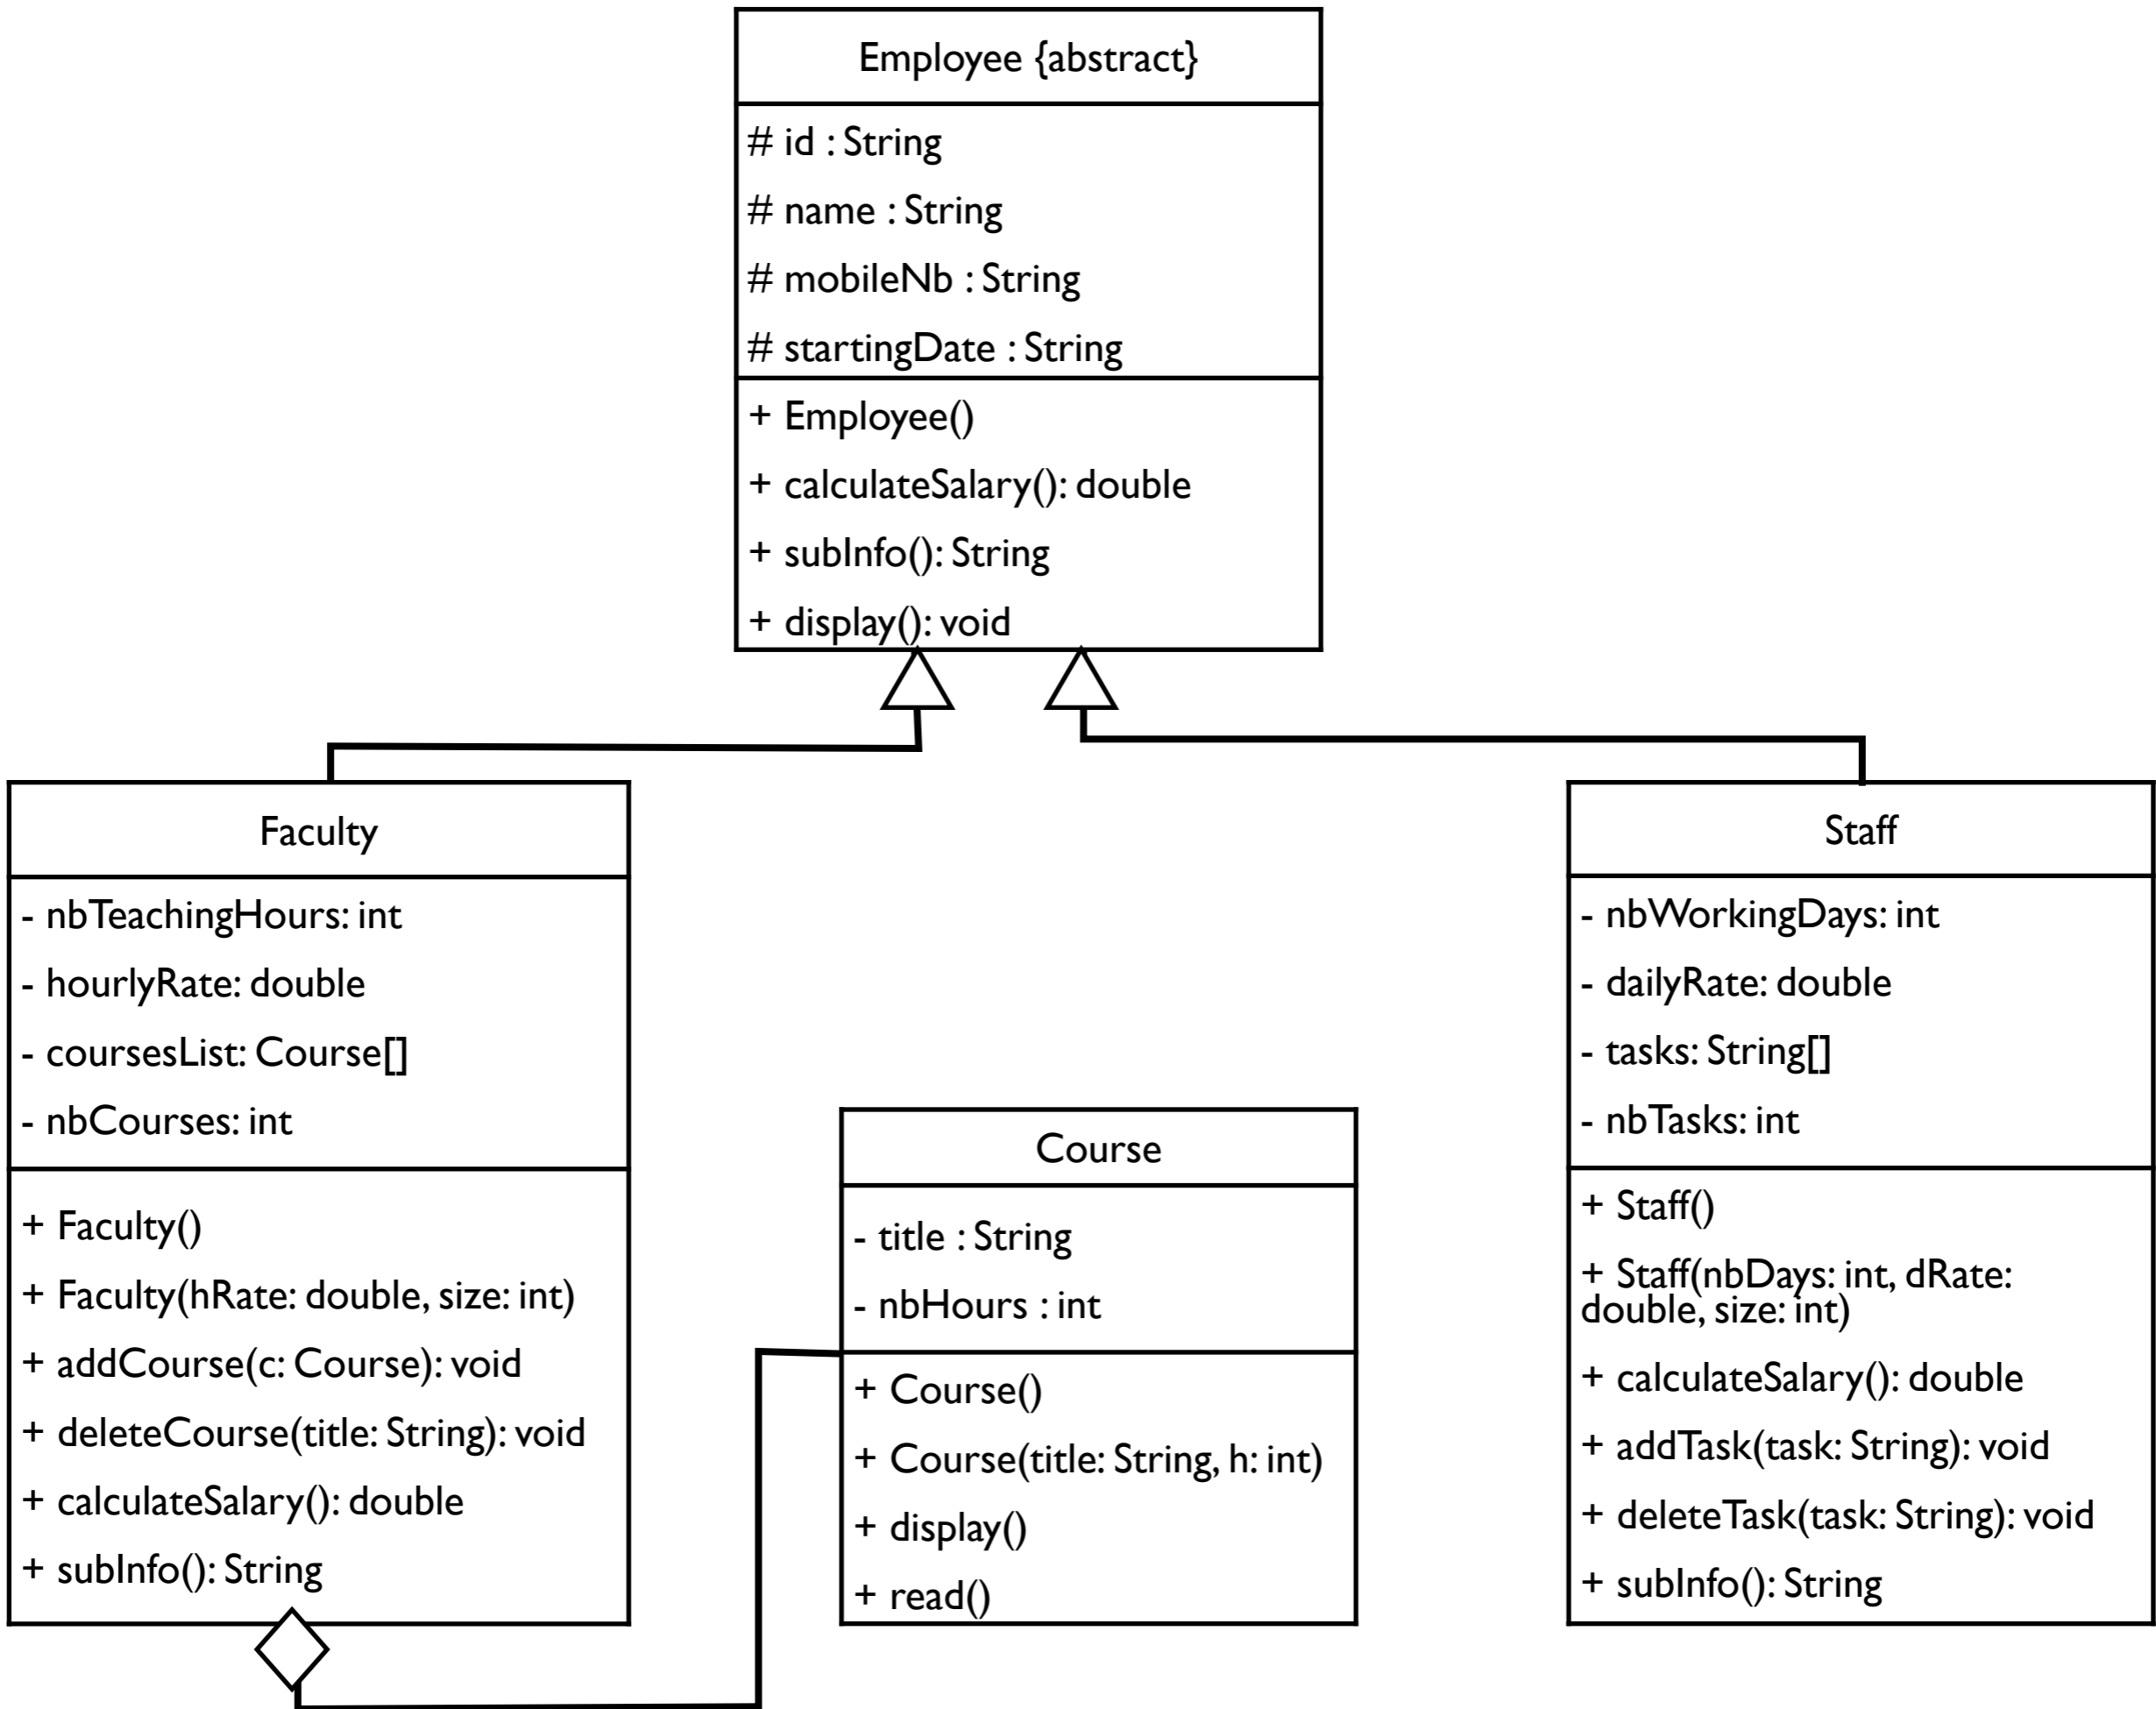 Employee {abstract}
# id : String
# name : String
# mobileNb : String
# startingDate : String
+ Employee()
+ calculateSalary(): double
+ subInfo(): String
+ display(): void
Faculty
- nbTeachingHours: int
- hourlyRate: double
- coursesList: Course[]
- nbCourses: int
+ Faculty()
+ Faculty(hRate: double, size: int)
+ addCourse(c: Course): void
+ deleteCourse(title: String): void
+ calculateSalary(): double
+ subInfo(): String
Course
- title : String
- nbHours : int
+ Course()
+ Course(title: String, h: int)
+ display()
+ read()
Staff
- nbWorkingDays: int
- dailyRate: double
- tasks: String[]
- nbTasks: int
+ Staff()
+ Staff(nbDays: int, dRate:
double, size: int)
+ calculateSalary(): double
+ addTask(task: String): void
+ deleteTask(task: String): void
+ subInfo(): String